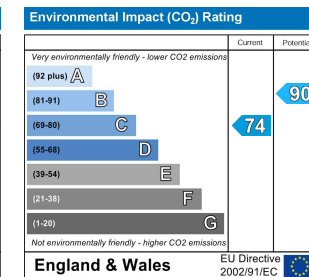 Environmental Impact (CO₂) Rating
Current
Very environmentally friendly - lower CO2 emissions
(92 plus) A
(81-91) B
90
(69-80) C
74
(55-68) D
(39-54) E
(21-38) F
(1-20) G
Not environmentally friendly - higher CO2 emissions
England & Wales
EU Directive
2002/91/EC